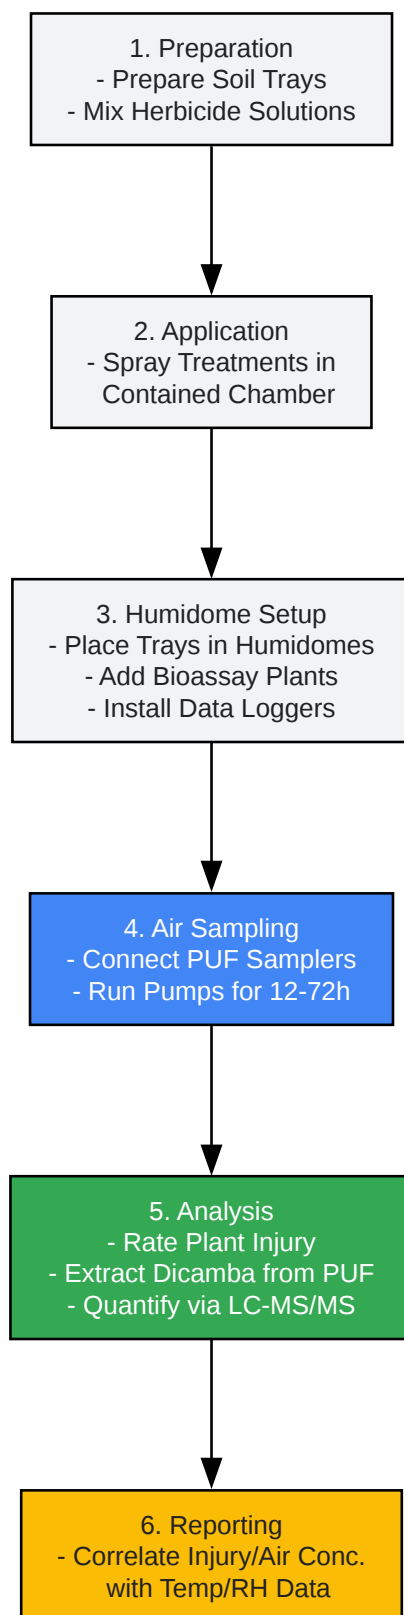 1. Preparation
- Prepare Soil Trays
- Mix Herbicide Solutions
2. Application
- Spray Treatments in
Contained Chamber
3. Humidome Setup
- Place Trays in Humidomes
- Add Bioassay Plants
- Install Data Loggers
4. Air Sampling
- Connect PUF Samplers
- Run Pumps for 12-72h
5. Analysis
- Rate Plant Injury
- Extract Dicamba from PUF
- Quantify via LC-MS/MS
6. Reporting
- Correlate Injury/Air Conc.
with Temp/RH Data